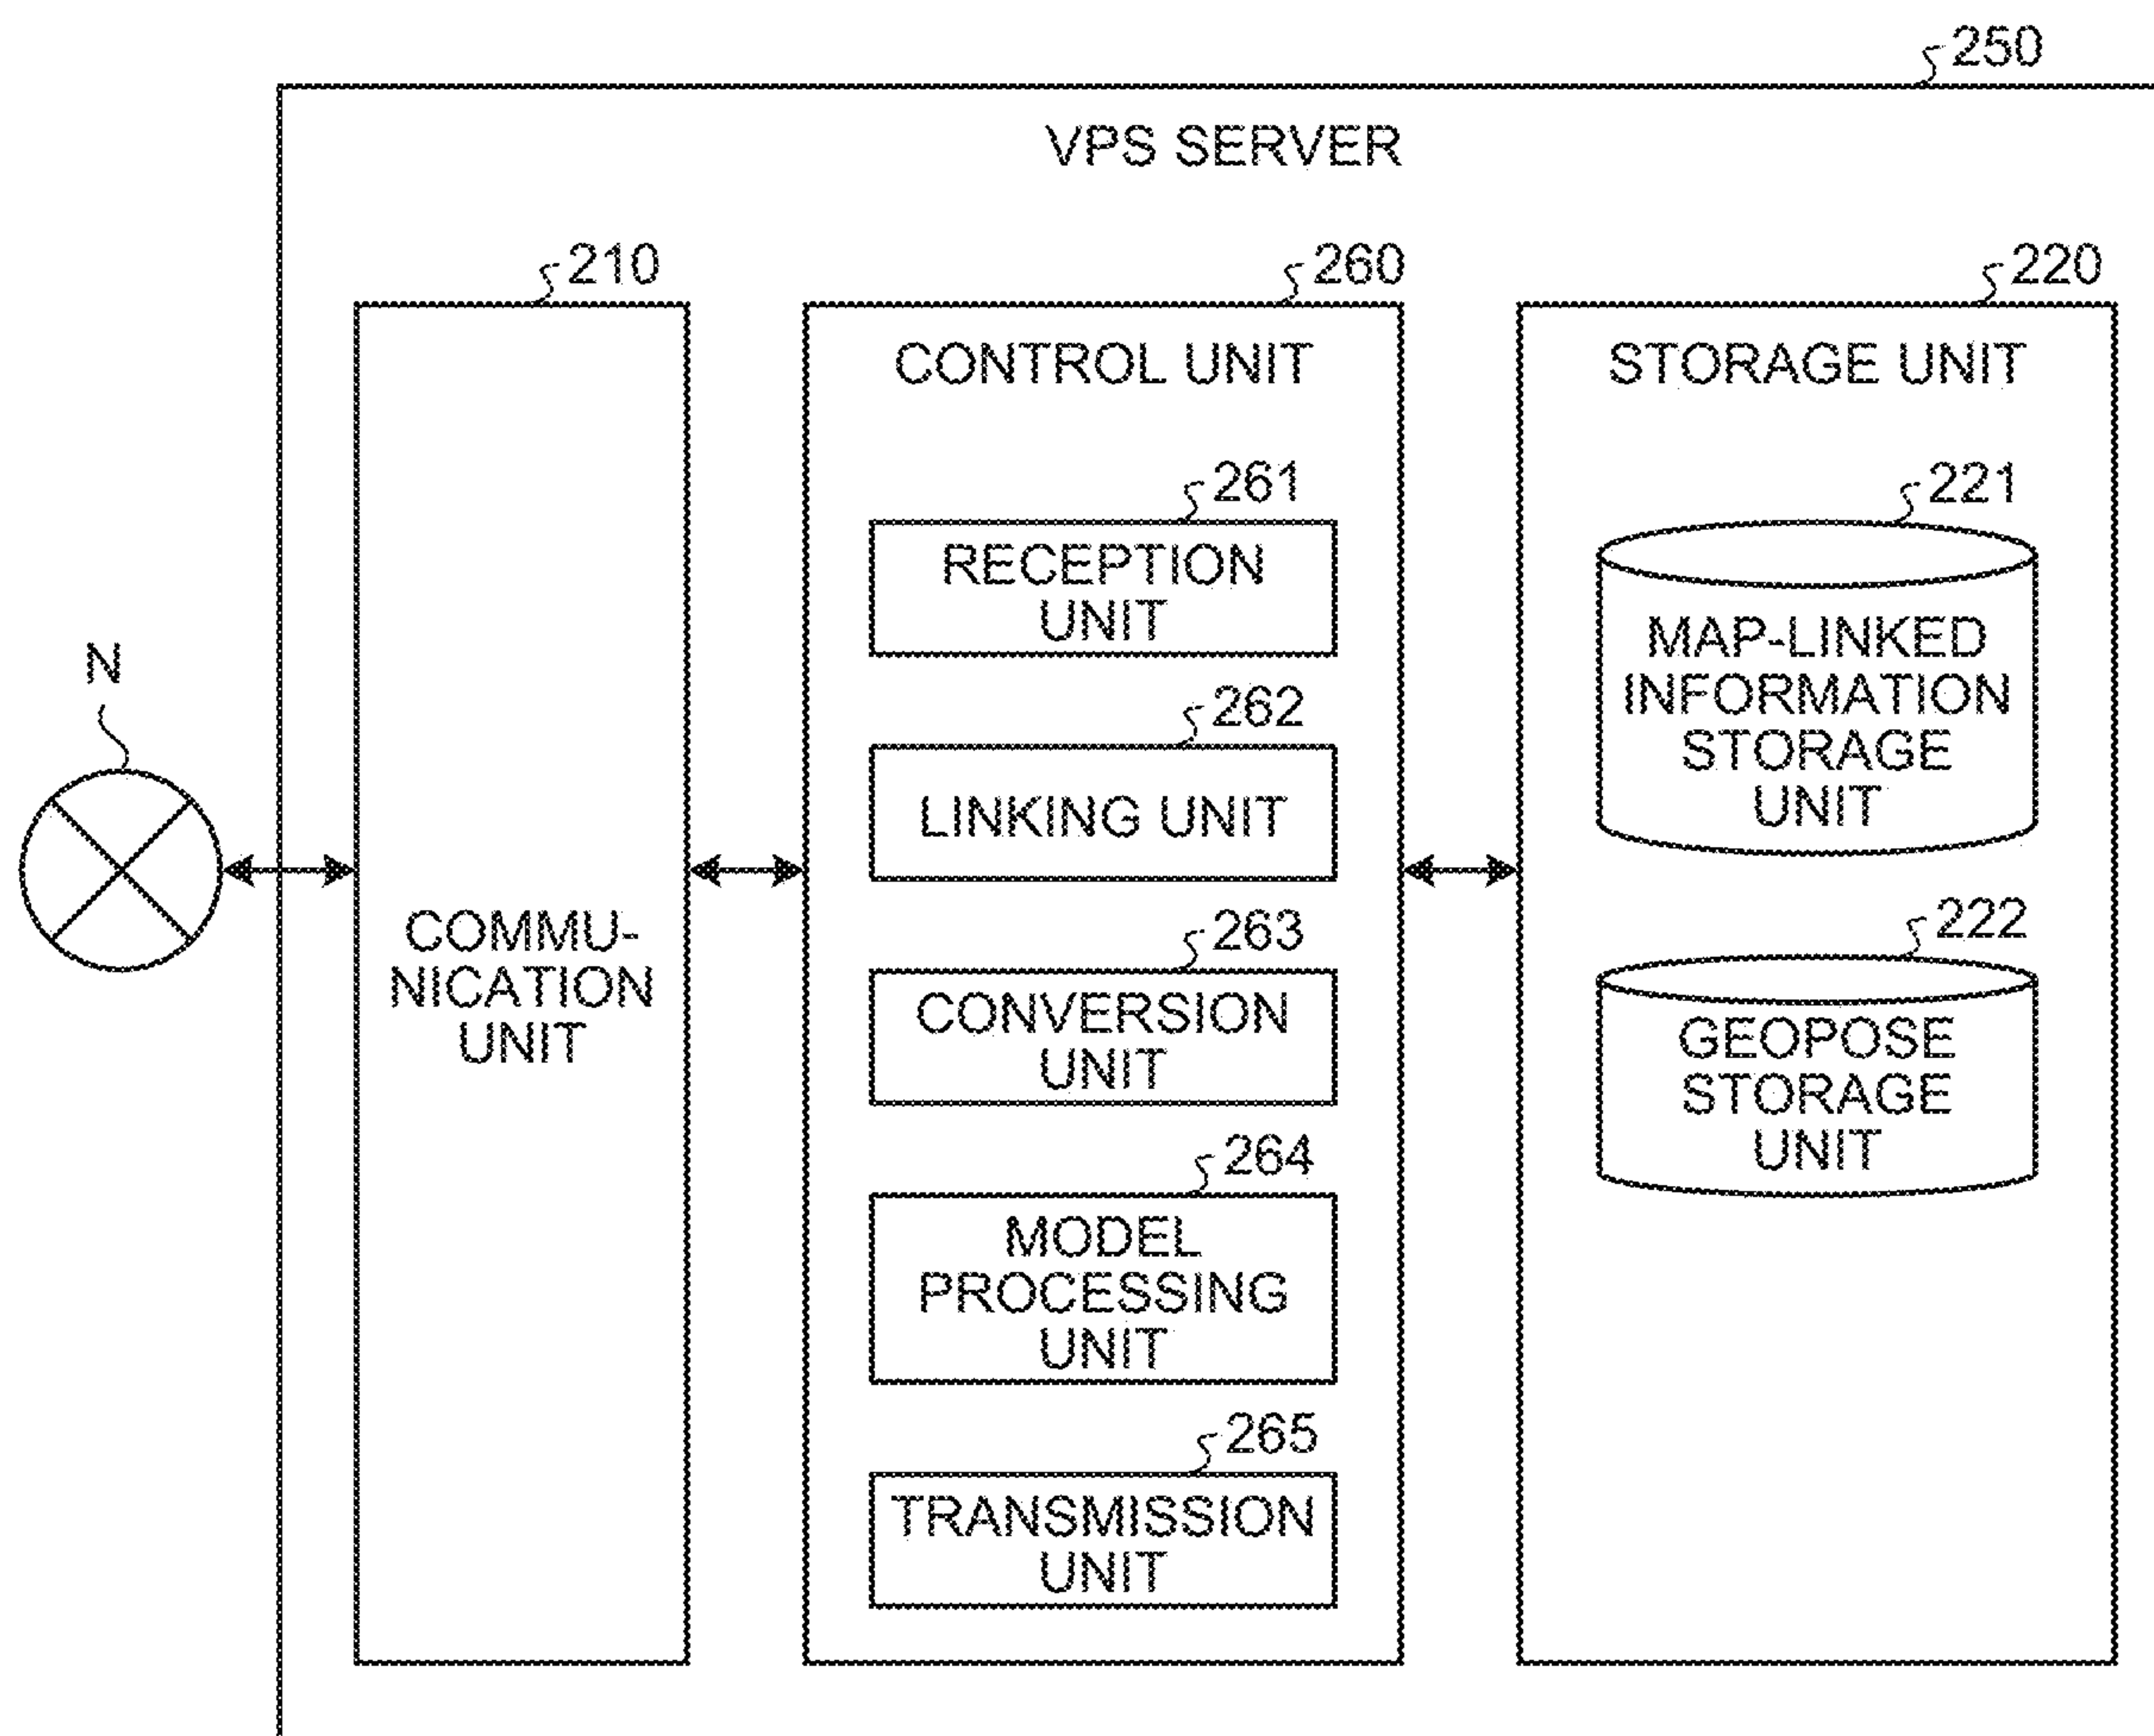 250
VPS SERVER
210
260
220
CONTROL UNIT
STORAGE UNIT
261
RECEPTION
UNIT
262
LINKING UNIT
263
CONVERSION
UNIT
264
MODEL
PROCESSING
UNIT
265
TRANSMISSION
UNIT
221
MAP-LINKED
INFORMATION
STORAGE
UNIT
222
GEOPOSE
STORAGE
UNIT
N
COMMU-
NICATION
UNIT